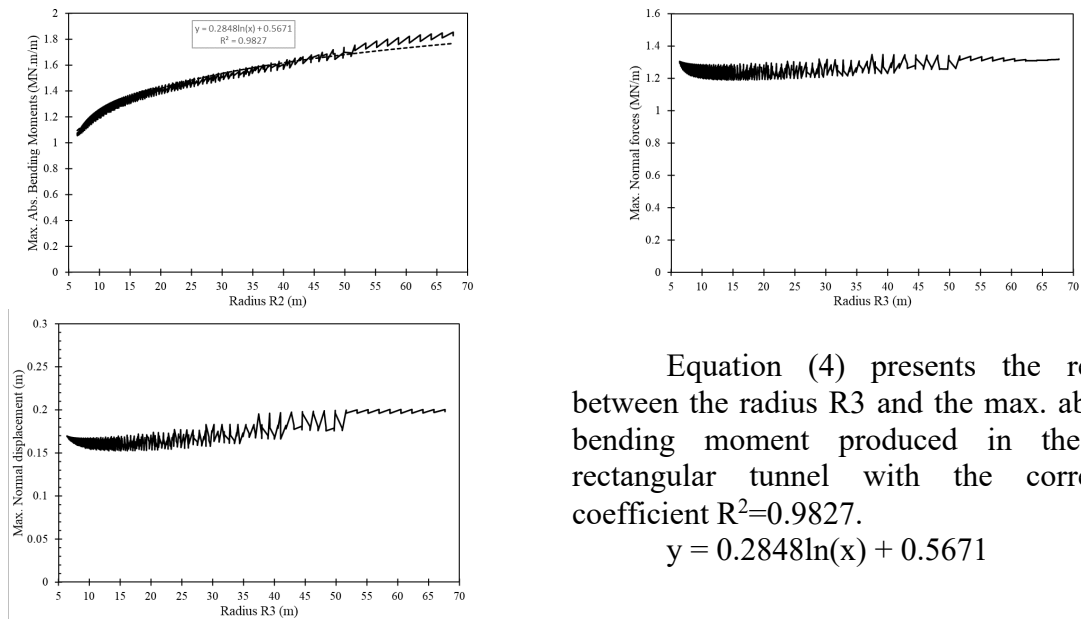 2
1.8
1.6
1.4
1.2
1
0.8
0.6
0.4
0.2
0
Max. Abs. Bending Moments (MN.m/m)
y = 0.2848ln(x) + 0.5671
R² = 0.9827
5 10 15 20 25 30 35 40 45 50 55 60 65 70
Radius R2 (m)
1.6
1.4
1.2
1
0.8
0.6
0.4
0.2
0
Max. Normal forces (MN/m)
5 10 15 20 25 30 35 40 45 50 55 60 65 70
Radius R3 (m)
0.3
0.25
0.2
0.15
0.1
0.05
0
Max. Normal displacement (m)
5 10 15 20 25 30 35 40 45 50 55 60 65 70
Radius R3 (m)
Equation (4) presents the
between the radius R3 and the max.
bending moment produced in the
rectangular tunnel with the
coefficient R²=0.9827.
y = 0.2848ln(x) + 0.5671